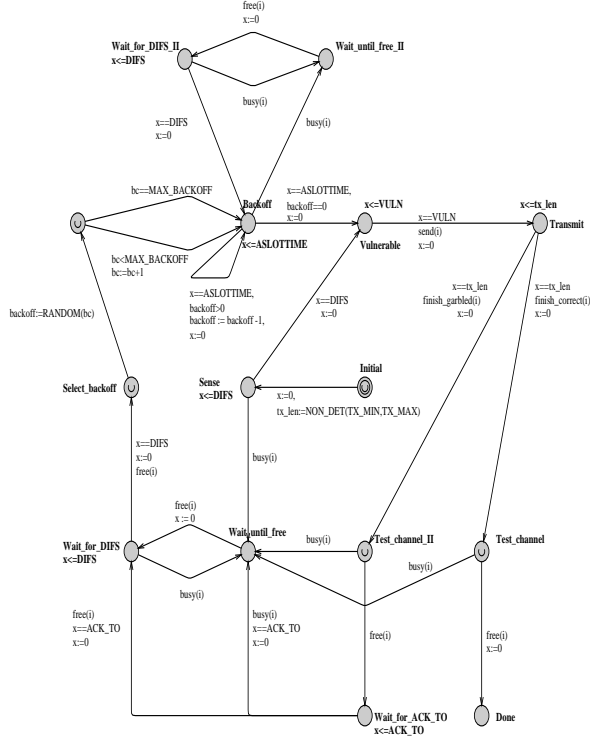 free(i)
x:=0
Wait_for_DIFS_II
x<=DIFS
Wait_until_free_II
busy(i)
x==DIFS
x:=0
busy(i)
bc==MAX_BACKOFF
Backoff
x<=ASLOTTIME
x==ASLOTTIME,
backoff==0
x:=0
x<=VULN
Vulnerable
x==VULN
send(i)
x:=0
x<=tx_len
Transmit
bc<MAX_BACKOFF
bc:=bc+1
x==ASLOTTIME,
backoff>0
backoff := backoff -1,
x:=0
x==tx_len
finish_garbled(i)
x:=0
x==tx_len
finish_correct(i)
x:=0
backoff:=RANDOM(bc)
x==DIFS
x:=0
Select_backoff
Sense
x<=DIFS
Initial
x:=0,
tx_len:=NON_DET(TX_MIN,TX_MAX)
x==DIFS
x:=0
free(i)
busy(i)
free(i)
x := 0
Wait_for_DIFS
x<=DIFS
Wait_until_free
busy(i)
Test_channel_II
Test_channel
busy(i)
busy(i)
free(i)
x==ACK_TO
x:=0
busy(i)
x==ACK_TO
x:=0
free(i)
free(i)
x:=0
Wait_for_ACK_TO
x<=ACK_TO
Done